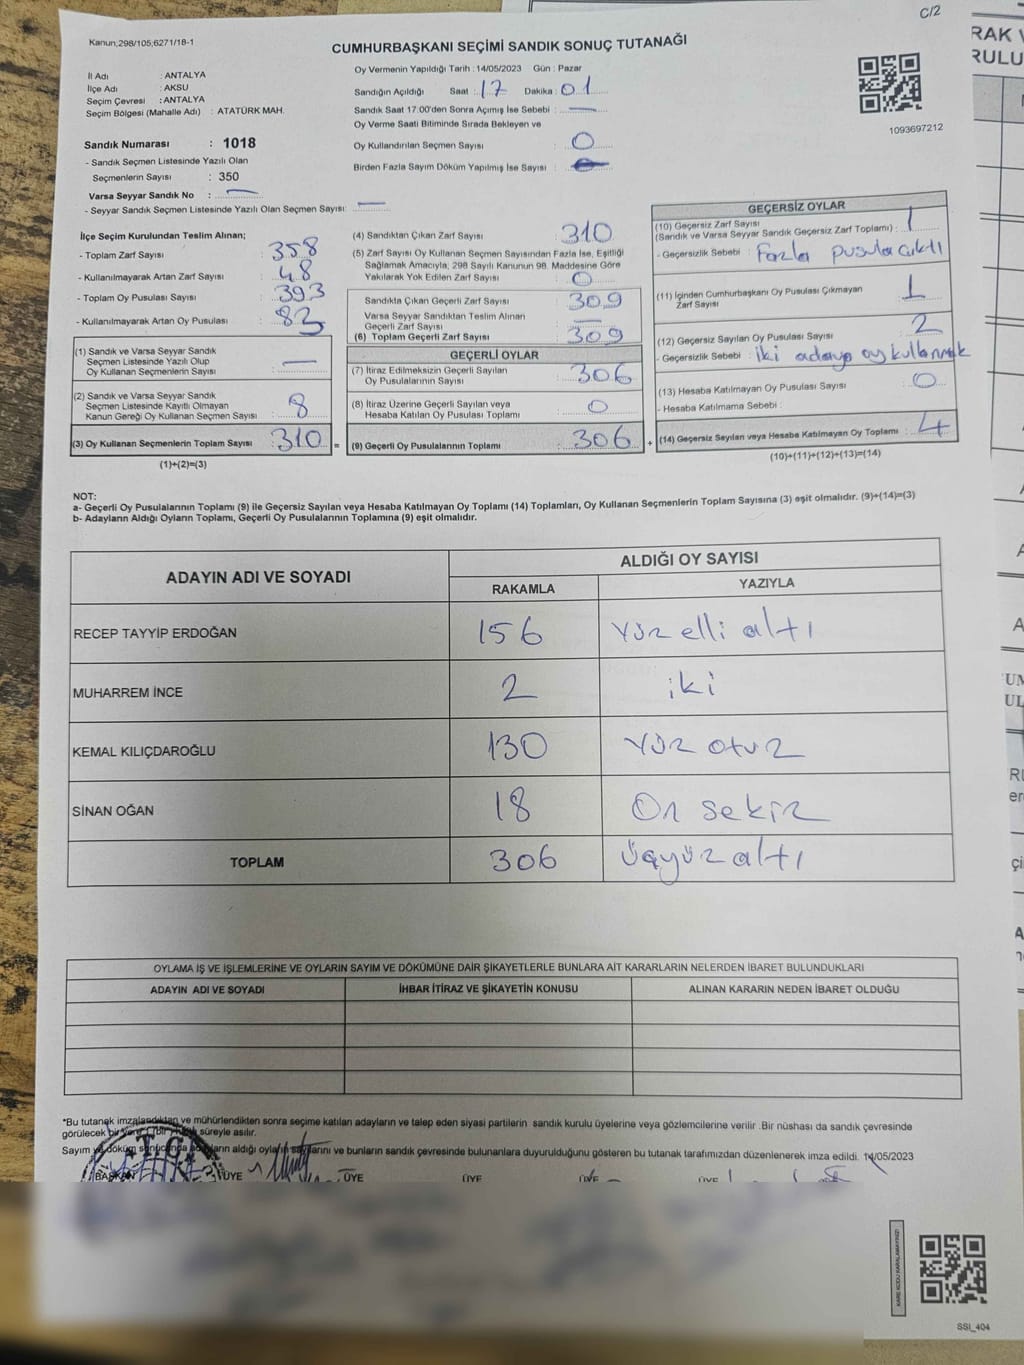 C/2
Kanun;298/105;6271/18-1
CUMHURBAŞKANI SEÇİMİ SANDIK SONUÇ TUTANAĞI
İl Adı : ANTALYA
İlçe Adı : AKSU
Seçim Çevresi : ANTALYA
Seçim Bölgesi (Mahalle Adı) : ATATÜRK MAH.
Oy Vermenin Yapıldığı Tarih : 14/05/2023 Gün : Pazar
Sandığın Açıldığı Saat : 17 Dakika : 01
Sandık Saat 17:00'den Sonra Açımış İse Sebebi : —
Oy Verme Saati Bitiminde Sırada Bekleyen ve
Oy Kullandırılan Seçmen Sayısı : 0
Birden Fazla Sayım Döküm Yapılmış İse Sayısı :
1093697212
Sandık Numarası : 1018
- Sandık Seçmen Listesinde Yazılı Olan
Seçmenlerin Sayısı : 350
Varsa Seyyar Sandık No : —
- Seyyar Sandık Seçmen Listesinde Yazılı Olan Seçmen Sayısı: —
İlçe Seçim Kurulundan Teslim Alınan;
- Toplam Zarf Sayısı : 358
- Kullanılmayarak Artan Zarf Sayısı : 48
- Toplam Oy Pusulası Sayısı : 393
- Kullanılmayarak Artan Oy Pusulası : 83
(1) Sandık ve Varsa Seyyar Sandık
Seçmen Listesinde Yazılı Olup
Oy Kullanan Seçmenlerin Sayısı : —
(2) Sandık ve Varsa Seyyar Sandık
Seçmen Listesinde Kayıtlı Olmayan
Kanun Gereği Oy Kullanan Seçmen Sayısı : 8
(3) Oy Kullanan Seçmenlerin Toplam Sayısı : 310 =
(1)+(2)=(3)
(4) Sandıktan Çıkan Zarf Sayısı : 310
(5) Zarf Sayısı Oy Kullanan Seçmen Sayısından Fazla İse, Eşitliği
Sağlamak Amacıyla; 298 Sayılı Kanunun 98. Maddesine Göre
Yakılarak Yok Edilen Zarf Sayısı : 0
Sandıkta Çıkan Geçerli Zarf Sayısı : 309
Varsa Seyyar Sandıktan Teslim Alınan
Geçerli Zarf Sayısı : —
(6) Toplam Geçerli Zarf Sayısı : 309
GEÇERLİ OYLAR
(7) İtiraz Edilmeksizin Geçerli Sayılan
Oy Pusulalarının Sayısı : 306
(8) İtiraz Üzerine Geçerli Sayılan veya
Hesaba Katılan Oy Pusulası Toplamı : 0
(9) Geçerli Oy Pusulalarının Toplamı : 306 +
GEÇERSİZ OYLAR
(10) Geçersiz Zarf Sayısı
(Sandık ve Varsa Seyyar Sandık Geçersiz Zarf Toplamı) : 1
- Geçersizlik Sebebi : Fazla pusula çıktı
(11) İçinden Cumhurbaşkanı Oy Pusulası Çıkmayan
Zarf Sayısı : 1
(12) Geçersiz Sayılan Oy Pusulası Sayısı : 2
- Geçersizlik Sebebi : iki adaya oy kullanmak
(13) Hesaba Katılmayan Oy Pusulası Sayısı : 0
- Hesaba Katılmama Sebebi :
(14) Geçersiz Sayılan veya Hesaba Katılmayan Oy Toplamı : 4
(10)+(11)+(12)+(13)=(14)
NOT:
a- Geçerli Oy Pusulalarının Toplamı (9) ile Geçersiz Sayılan veya Hesaba Katılmayan Oy Toplamı (14) Toplamları, Oy Kullanan Seçmenlerin Toplam Sayısına (3) eşit olmalıdır. (9)+(14)=(3)
b- Adayların Aldığı Oyların Toplamı, Geçerli Oy Pusulalarının Toplamına (9) eşit olmalıdır.
ADAYIN ADI VE SOYADI
ALDIĞI OY SAYISI
RAKAMLA YAZIYLA
RECEP TAYYİP ERDOĞAN 156 Yüz elli altı
MUHARREM İNCE 2 iki
KEMAL KILIÇDAROĞLU 130 Yüz otuz
SİNAN OĞAN 18 On sekiz
TOPLAM 306 Üçyüz altı
OYLAMA İŞ VE İŞLEMLERİNE VE OYLARIN SAYIM VE DÖKÜMÜNE DAİR ŞİKAYETLERLE BUNLARA AİT KARARLARIN NELERDEN İBARET BULUNDUKLARI
ADAYIN ADI VE SOYADI İHBAR İTİRAZ VE ŞİKAYETİN KONUSU ALINAN KARARIN NEDEN İBARET OLDUĞU
*Bu tutanak imzalandıktan ve mühürlendikten sonra seçime katılan adayların ve talep eden siyasi partilerin sandık kurulu üyelerine veya gözlemcilerine verilir .Bir nüshası da sandık çevresinde
görülecek bir yere süreyle asılır.
Sayım ve döküm sonucunda adayların aldığı oyların sayılarını ve bunların sandık çevresinde bulunanlara duyurulduğunu gösteren bu tutanak tarafımızdan düzenlenerek imza edildi. 14/05/2023
BAŞKAN ÜYE ÜYE ÜYE ÜYE ÜYE
KARE KODU KARALAMAYINIZ!
SSI_404